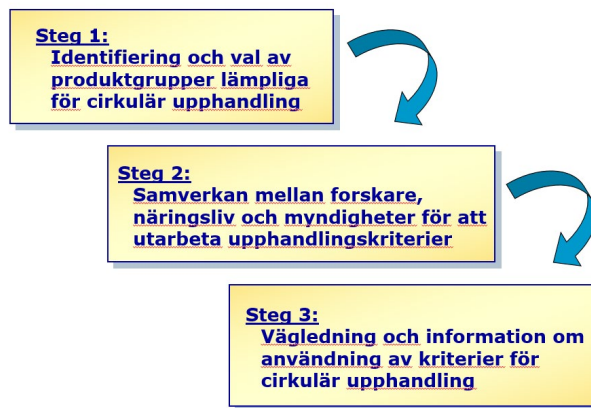 Steg 1:
Identifiering och val av
produktgrupper lämpliga
för cirkulär upphandling
Steg 2:
Samverkan mellan forskare,
näringsliv och myndigheter för att
utarbeta upphandlingskriterier
Steg 3:
Vägledning och information om
användning av kriterier för
cirkulär upphandling